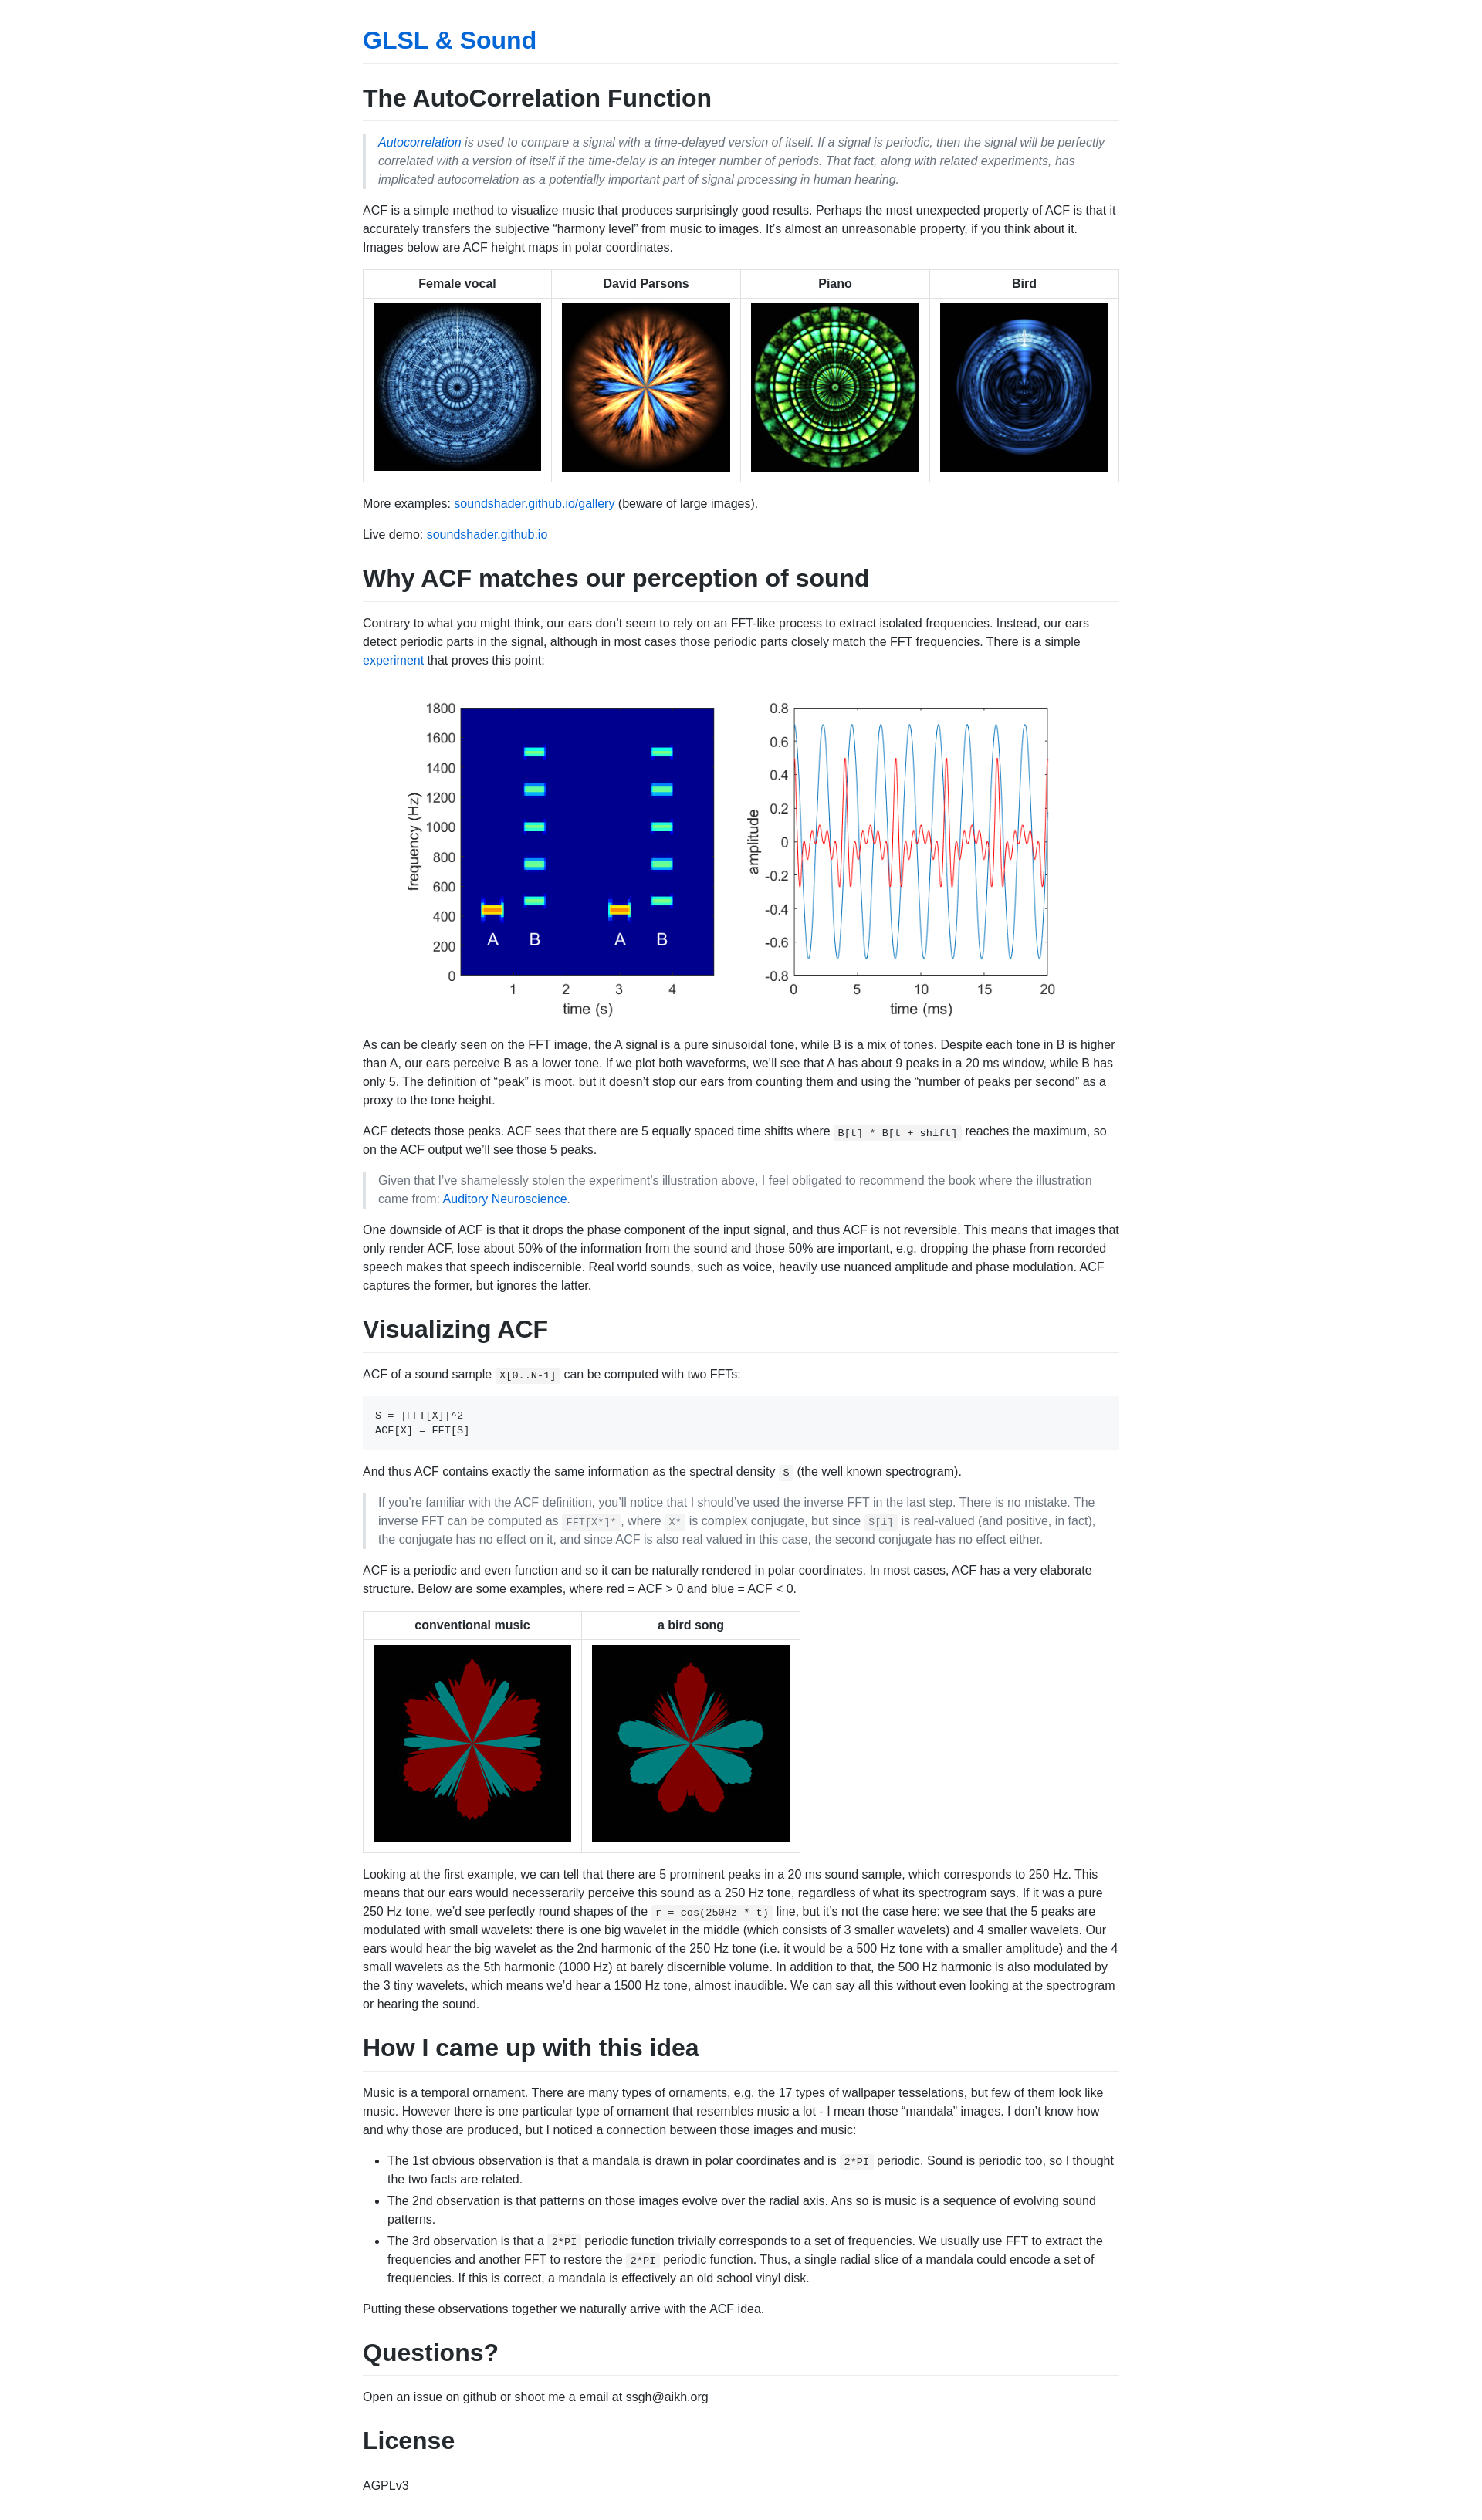 GLSL & Sound
The AutoCorrelation Function
Autocorrelation is used to compare a signal with a time-delayed version of itself. If a signal is periodic, then the signal will be perfectly
correlated with a version of itself if the time-delay is an integer number of periods. That fact, along with related experiments, has
implicated autocorrelation as a potentially important part of signal processing in human hearing.
ACF is a simple method to visualize music that produces surprisingly good results. Perhaps the most unexpected property of ACF is that it
accurately transfers the subjective “harmony level” from music to images. It’s almost an unreasonable property, if you think about it.
Images below are ACF height maps in polar coordinates.
Female vocal David Parsons Piano Bird
More examples: soundshader.github.io/gallery (beware of large images).
Live demo: soundshader.github.io
Why ACF matches our perception of sound
Contrary to what you might think, our ears don’t seem to rely on an FFT-like process to extract isolated frequencies. Instead, our ears
detect periodic parts in the signal, although in most cases those periodic parts closely match the FFT frequencies. There is a simple
experiment that proves this point:
frequency (Hz)
1800
1600
1400
1200
1000
800
600
400
200
0
A B A B
1 2 3 4
time (s)
amplitude
0.8
0.6
0.4
0.2
0
-0.2
-0.4
-0.6
-0.8
0 5 10 15 20
time (ms)
As can be clearly seen on the FFT image, the A signal is a pure sinusoidal tone, while B is a mix of tones. Despite each tone in B is higher
than A, our ears perceive B as a lower tone. If we plot both waveforms, we’ll see that A has about 9 peaks in a 20 ms window, while B has
only 5. The definition of “peak” is moot, but it doesn’t stop our ears from counting them and using the “number of peaks per second” as a
proxy to the tone height.
ACF detects those peaks. ACF sees that there are 5 equally spaced time shifts where B[t] * B[t + shift] reaches the maximum, so
on the ACF output we’ll see those 5 peaks.
Given that I’ve shamelessly stolen the experiment’s illustration above, I feel obligated to recommend the book where the illustration
came from: Auditory Neuroscience.
One downside of ACF is that it drops the phase component of the input signal, and thus ACF is not reversible. This means that images that
only render ACF, lose about 50% of the information from the sound and those 50% are important, e.g. dropping the phase from recorded
speech makes that speech indiscernible. Real world sounds, such as voice, heavily use nuanced amplitude and phase modulation. ACF
captures the former, but ignores the latter.
Visualizing ACF
ACF of a sound sample X[0..N-1] can be computed with two FFTs:
S = |FFT[X]|^2
ACF[X] = FFT[S]
And thus ACF contains exactly the same information as the spectral density S (the well known spectrogram).
If you’re familiar with the ACF definition, you’ll notice that I should’ve used the inverse FFT in the last step. There is no mistake. The
inverse FFT can be computed as FFT[X*]*, where X* is complex conjugate, but since S[i] is real-valued (and positive, in fact),
the conjugate has no effect on it, and since ACF is also real valued in this case, the second conjugate has no effect either.
ACF is a periodic and even function and so it can be naturally rendered in polar coordinates. In most cases, ACF has a very elaborate
structure. Below are some examples, where red = ACF > 0 and blue = ACF < 0.
conventional music a bird song
Looking at the first example, we can tell that there are 5 prominent peaks in a 20 ms sound sample, which corresponds to 250 Hz. This
means that our ears would necesserarily perceive this sound as a 250 Hz tone, regardless of what its spectrogram says. If it was a pure
250 Hz tone, we’d see perfectly round shapes of the r = cos(250Hz * t) line, but it’s not the case here: we see that the 5 peaks are
modulated with small wavelets: there is one big wavelet in the middle (which consists of 3 smaller wavelets) and 4 smaller wavelets. Our
ears would hear the big wavelet as the 2nd harmonic of the 250 Hz tone (i.e. it would be a 500 Hz tone with a smaller amplitude) and the 4
small wavelets as the 5th harmonic (1000 Hz) at barely discernible volume. In addition to that, the 500 Hz harmonic is also modulated by
the 3 tiny wavelets, which means we’d hear a 1500 Hz tone, almost inaudible. We can say all this without even looking at the spectrogram
or hearing the sound.
How I came up with this idea
Music is a temporal ornament. There are many types of ornaments, e.g. the 17 types of wallpaper tesselations, but few of them look like
music. However there is one particular type of ornament that resembles music a lot - I mean those “mandala” images. I don’t know how
and why those are produced, but I noticed a connection between those images and music:
• The 1st obvious observation is that a mandala is drawn in polar coordinates and is 2*PI periodic. Sound is periodic too, so I thought
the two facts are related.
• The 2nd observation is that patterns on those images evolve over the radial axis. Ans so is music is a sequence of evolving sound
patterns.
• The 3rd observation is that a 2*PI periodic function trivially corresponds to a set of frequencies. We usually use FFT to extract the
frequencies and another FFT to restore the 2*PI periodic function. Thus, a single radial slice of a mandala could encode a set of
frequencies. If this is correct, a mandala is effectively an old school vinyl disk.
Putting these observations together we naturally arrive with the ACF idea.
Questions?
Open an issue on github or shoot me a email at ssgh@aikh.org
License
AGPLv3